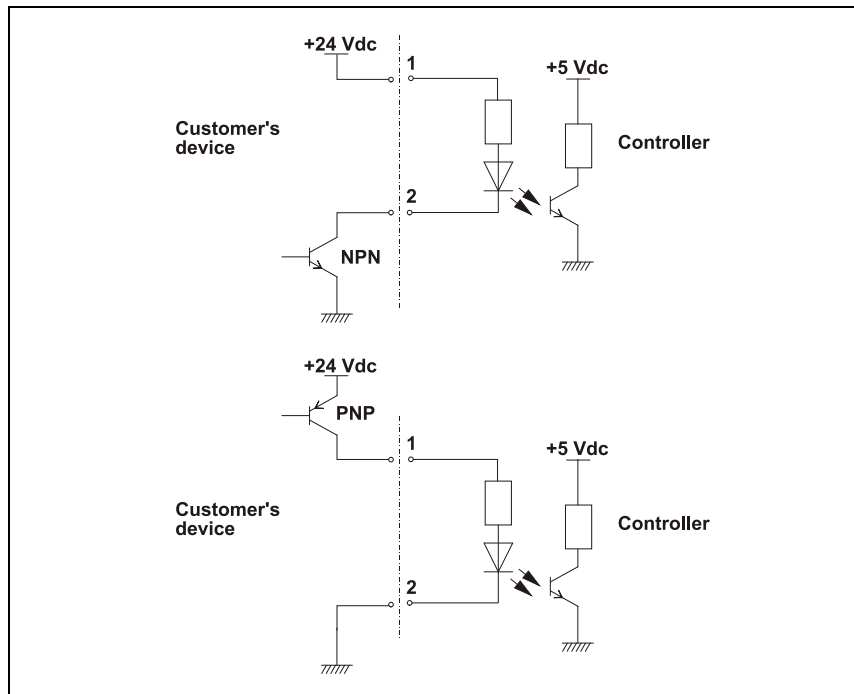 +24 Vdc
1
+5 Vdc
Customer's
device
Controller
2
NPN
+24 Vdc
PNP
1
+5 Vdc
Customer's
device
Controller
2